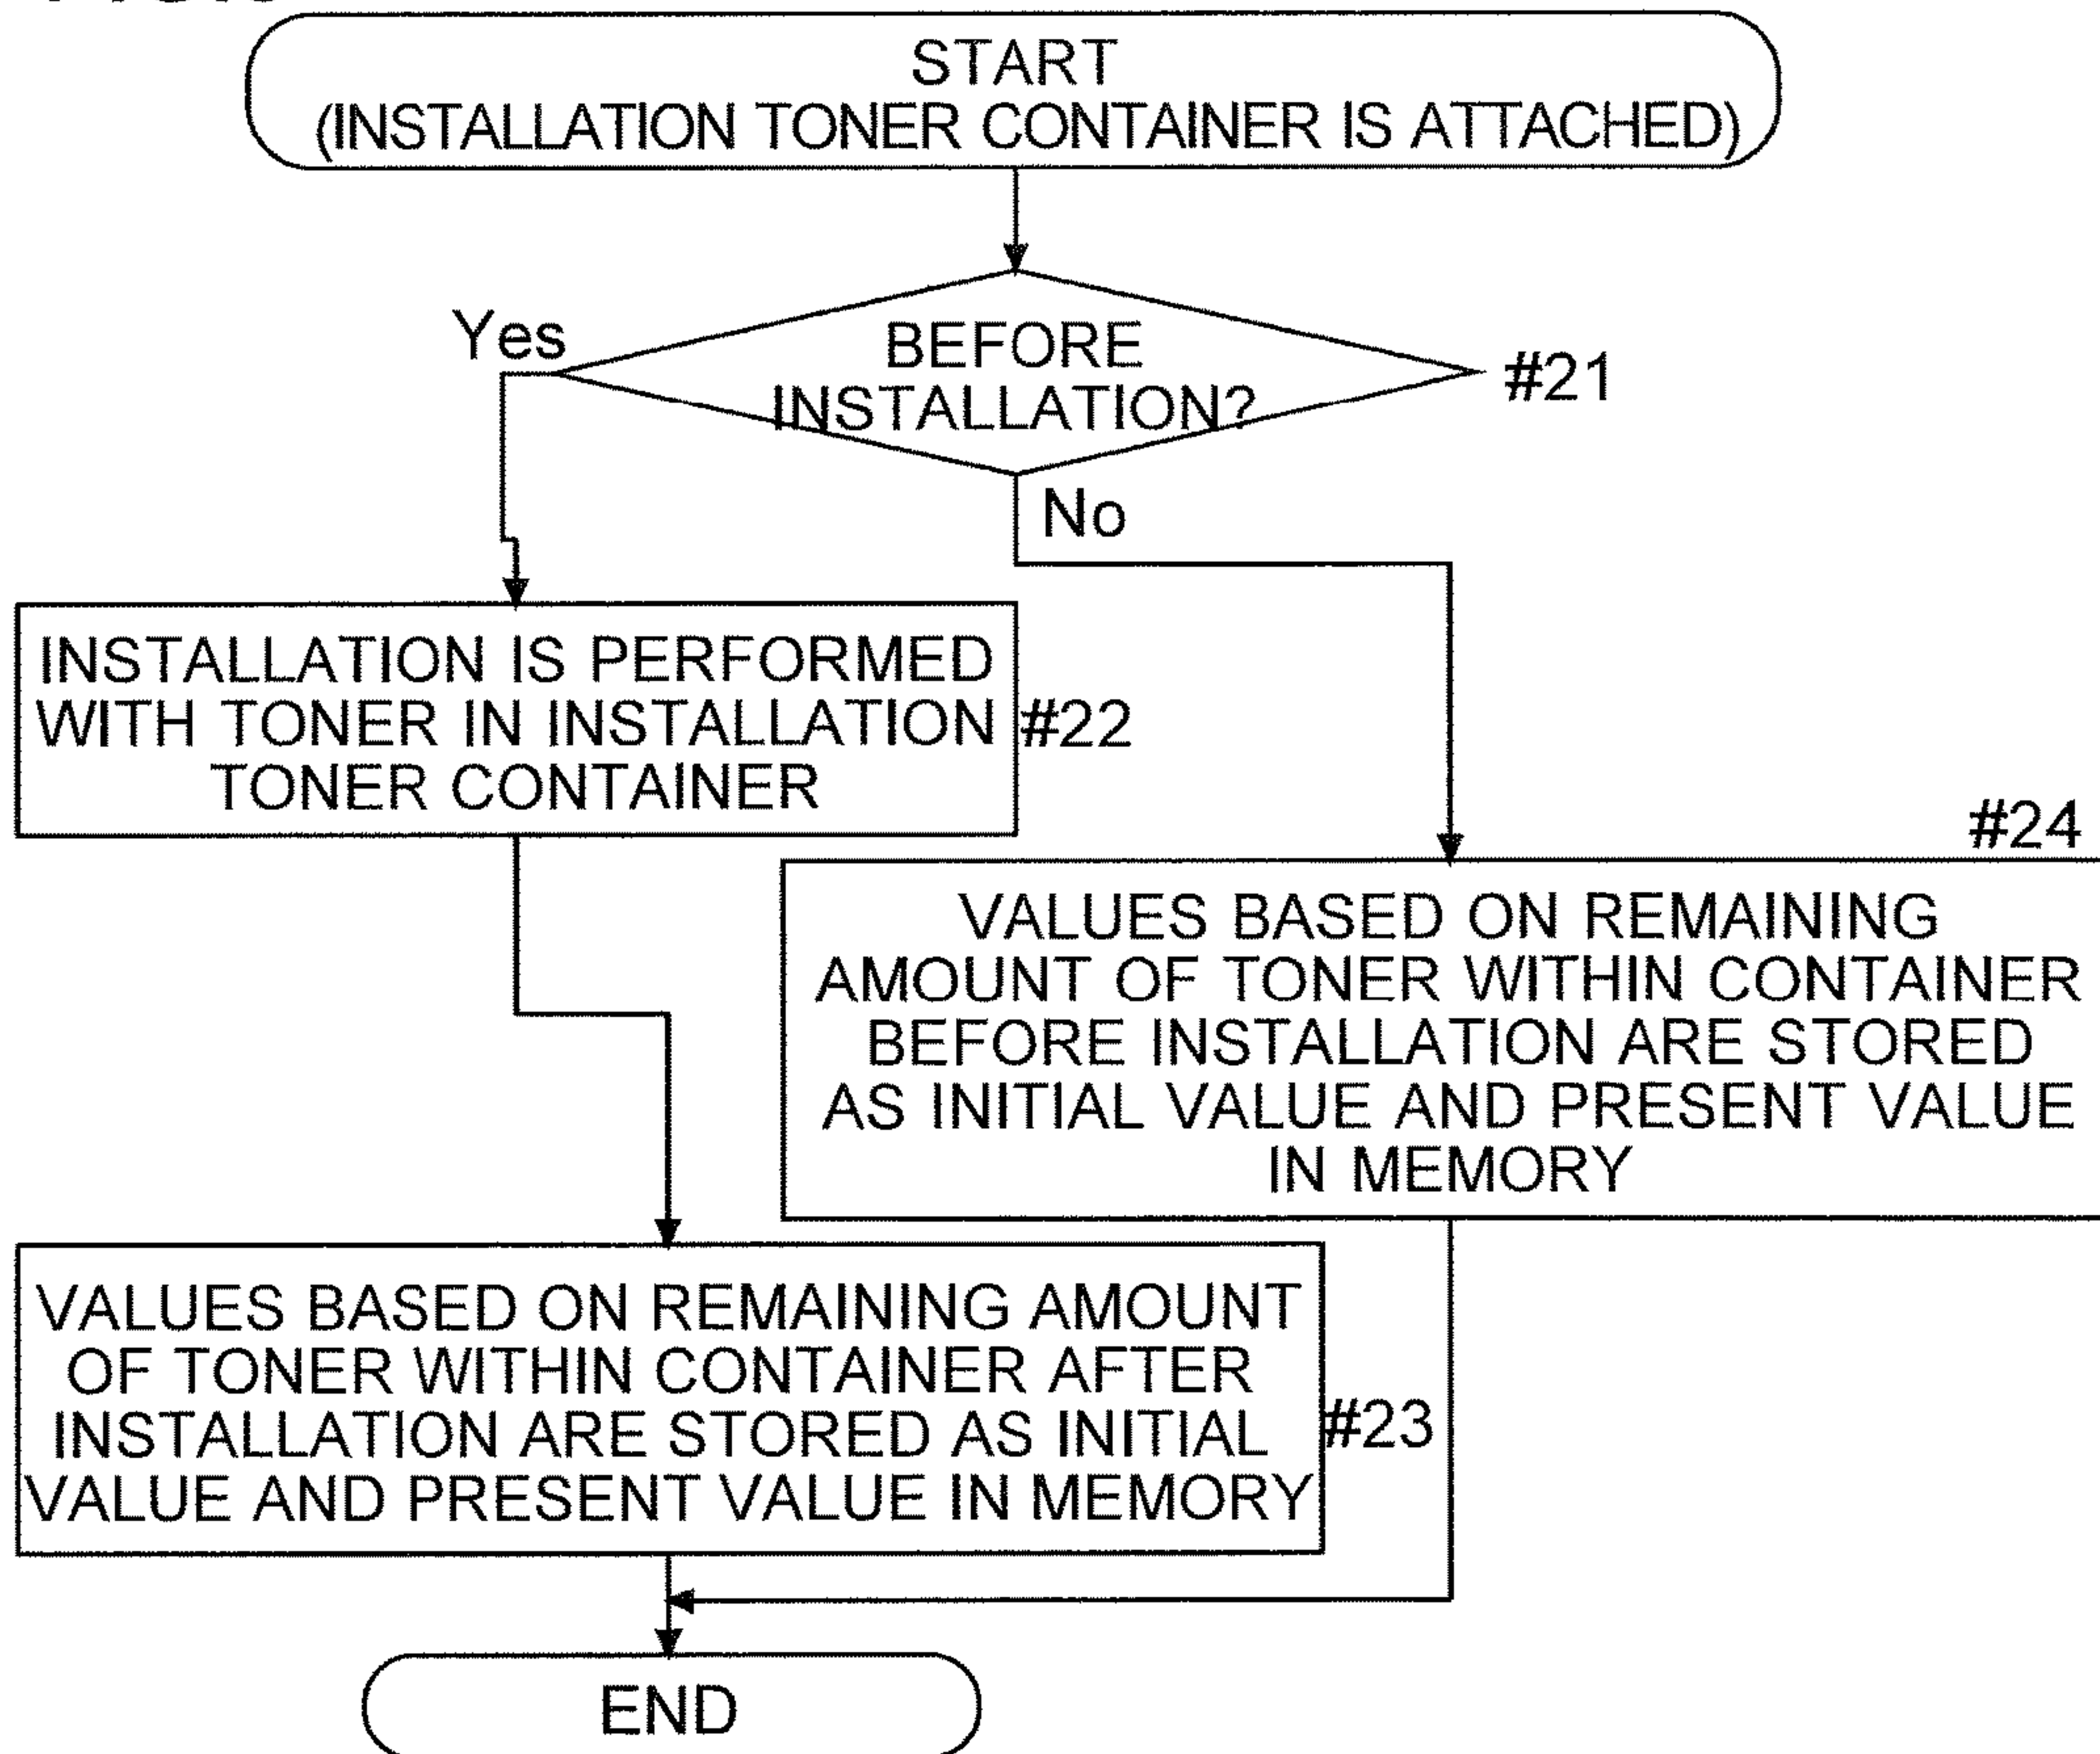 START
(INSTALLATION TONER CONTAINER IS ATTACHED)
Yes
BEFORE
INSTALLATION?
#21
No
INSTALLATION IS PERFORMED
WITH TONER IN INSTALLATION
TONER CONTAINER
#22
#24
VALUES BASED ON REMAINING
AMOUNT OF TONER WITHIN CONTAINER
BEFORE INSTALLATION ARE STORED
AS INITIAL VALUE AND PRESENT VALUE
IN MEMORY
VALUES BASED ON REMAINING AMOUNT
OF TONER WITHIN CONTAINER AFTER
INSTALLATION ARE STORED AS INITIAL
VALUE AND PRESENT VALUE IN MEMORY
#23
END